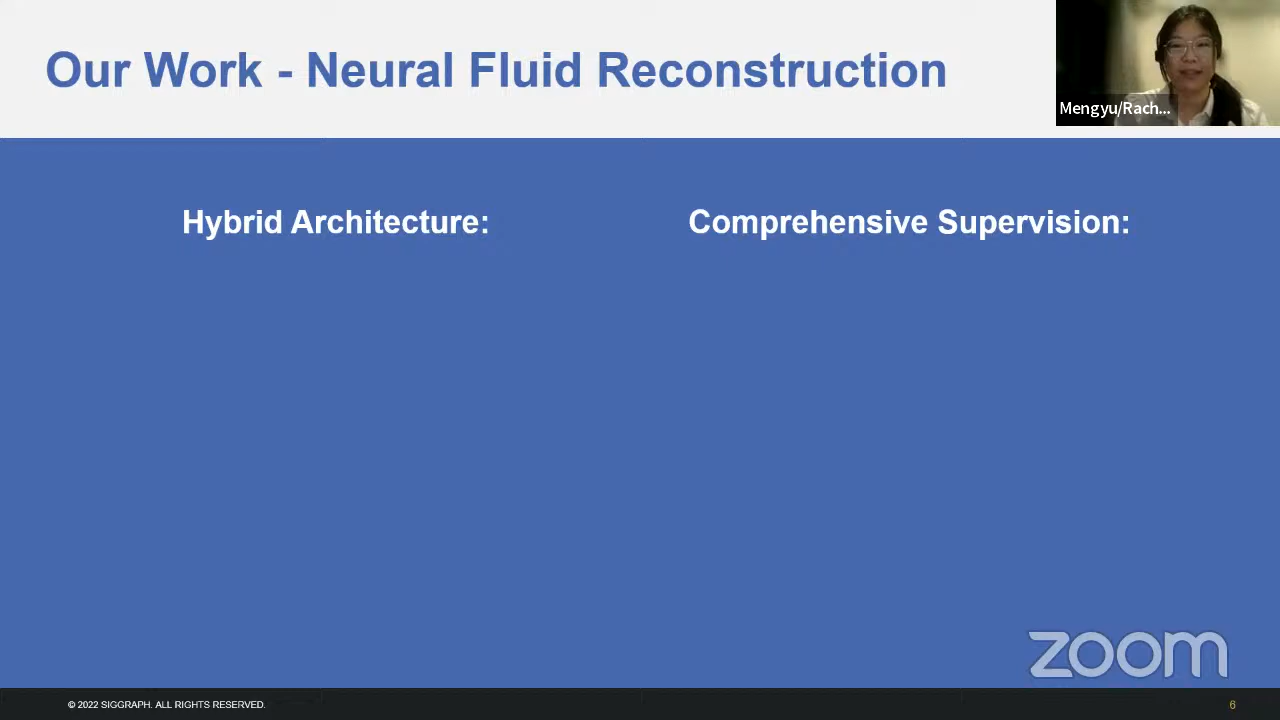 Our Work - Neural Fluid Reconstruction
Mengyu/Rach...
Hybrid Architecture:
Comprehensive Supervision:
zoom
© 2022 SIGGRAPH. ALL RIGHTS RESERVED.
6